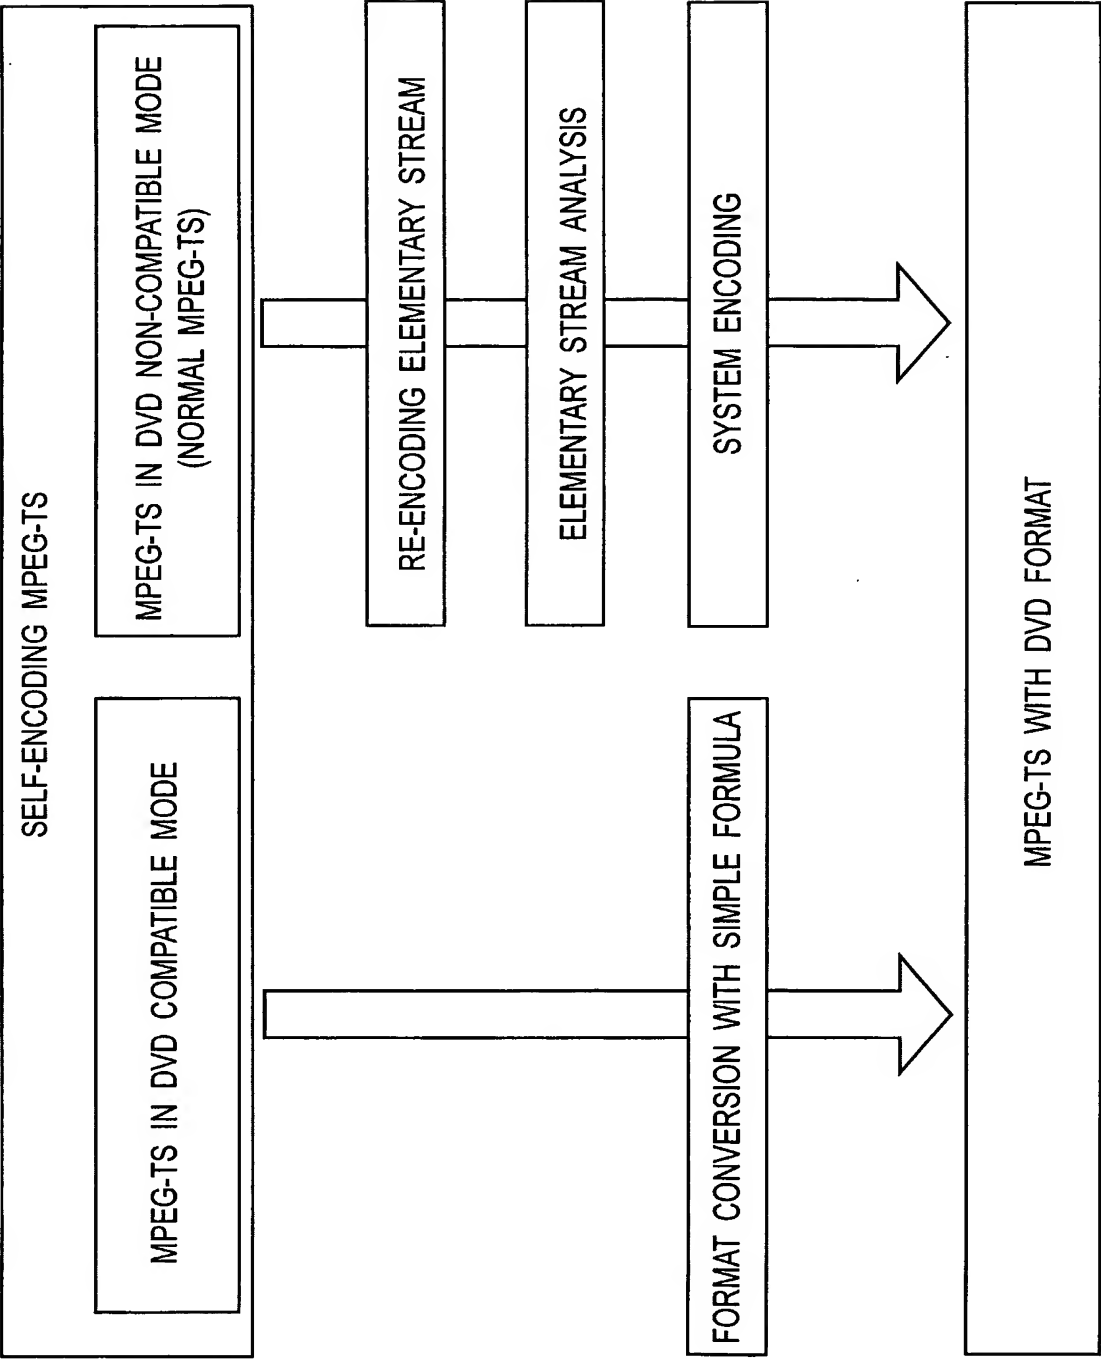 SELF-ENCODING MPEG-TS
MPEG-TS IN DVD COMPATIBLE MODE
MPEG-TS IN DVD NON-COMPATIBLE MODE
(NORMAL MPEG-TS)
RE-ENCODING ELEMENTARY STREAM
ELEMENTARY STREAM ANALYSIS
FORMAT CONVERSION WITH SIMPLE FORMULA
SYSTEM ENCODING
MPEG-TS WITH DVD FORMAT